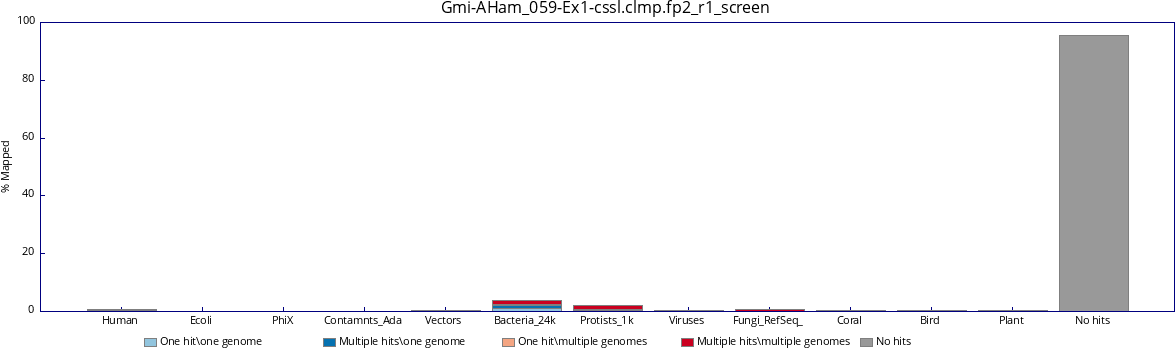 Gmi-AHam_059-Ex1-cssl.clmp.fp2_r1_screen
100
80
60
40
20
0
% Mapped
Human Ecoli PhiX Contamnts_Ada Vectors Bacteria_24k Protists_1k Viruses Fungi_RefSeq_ Coral Bird Plant No hits
One hit\one genome Multiple hits\one genome One hit\multiple genomes Multiple hits\multiple genomes No hits